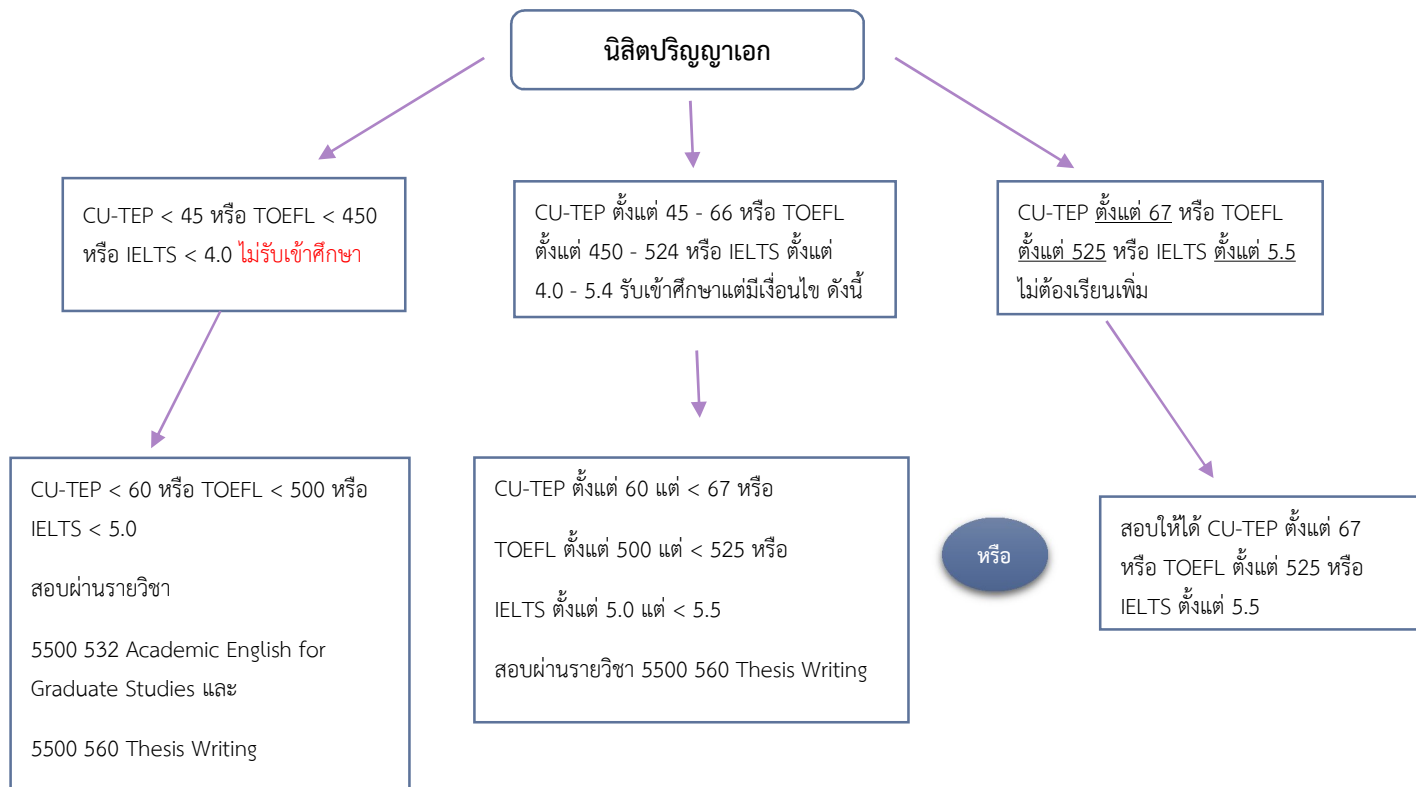 นิสิตปริญญาเอก
CU-TEP < 45 หรือ TOEFL < 450
หรือ IELTS < 4.0 ไม่รับเข้าศึกษา
CU-TEP ตั้งแต่ 45 - 66 หรือ TOEFL
ตั้งแต่ 450 - 524 หรือ IELTS ตั้งแต่
4.0 - 5.4 รับเข้าศึกษาแต่มีเงื่อนไข ดังนี้
CU-TEP ตั้งแต่ 67 หรือ TOEFL
ตั้งแต่ 525 หรือ IELTS ตั้งแต่ 5.5
ไม่ต้องเรียนเพิ่ม
CU-TEP < 60 หรือ TOEFL < 500 หรือ
IELTS < 5.0
สอบผ่านรายวิชา
5500 532 Academic English for
Graduate Studies และ
5500 560 Thesis Writing
CU-TEP ตั้งแต่ 60 แต่ < 67 หรือ
TOEFL ตั้งแต่ 500 แต่ < 525 หรือ
IELTS ตั้งแต่ 5.0 แต่ < 5.5
สอบผ่านรายวิชา 5500 560 Thesis Writing
หรือ
สอบให้ได้ CU-TEP ตั้งแต่ 67
หรือ TOEFL ตั้งแต่ 525 หรือ
IELTS ตั้งแต่ 5.5